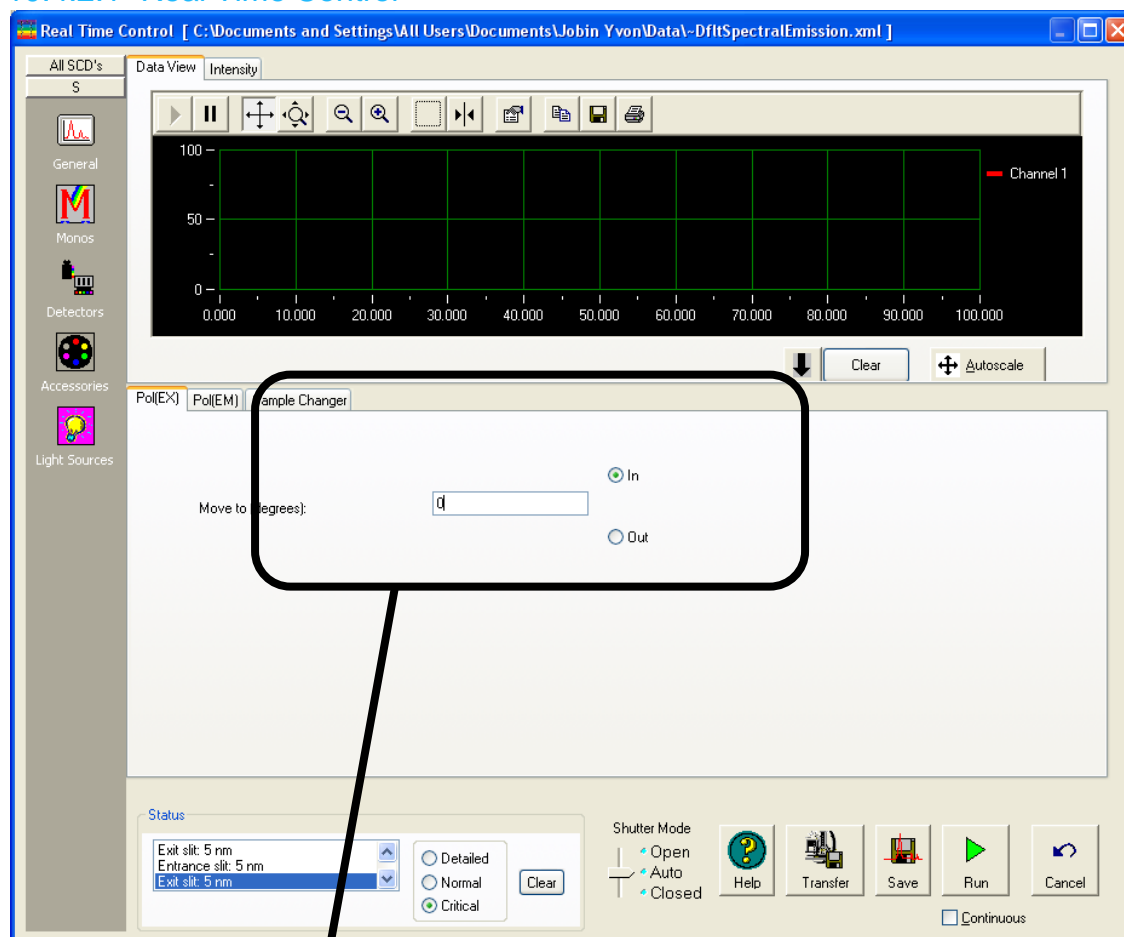 Real Time Control [ C:\Documents and Settings\All Users\Documents\Jobin Yvon\Data\~DfltSpectralEmission.xml ]
All SCD's
S
General
Monos
Detectors
Accessories
Light Sources
Data View Intensity
100
50
0
0.000 10.000 20.000 30.000 40.000 50.000 60.000 70.000 80.000 90.000 100.000
Channel 1
Clear Autoscale
Pol(EX) Pol(EM) Sample Changer
In
Move to (degrees): 0
Out
Status
Exit slit: 5 nm
Entrance slit: 5 nm
Exit slit: 5 nm
Detailed
Normal
Critical
Clear
Shutter Mode
Open
Auto
Closed
Help Transfer Save Run Cancel
Continuous